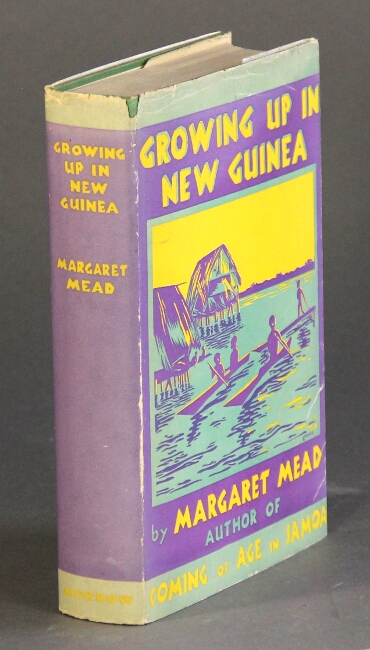 GROWING
UP IN
NEW
GUINEA
MARGARET
MEAD
MORROW
GROWING UP IN
NEW GUINEA
by MARGARET MEAD
AUTHOR OF
COMING OF AGE IN SAMOA